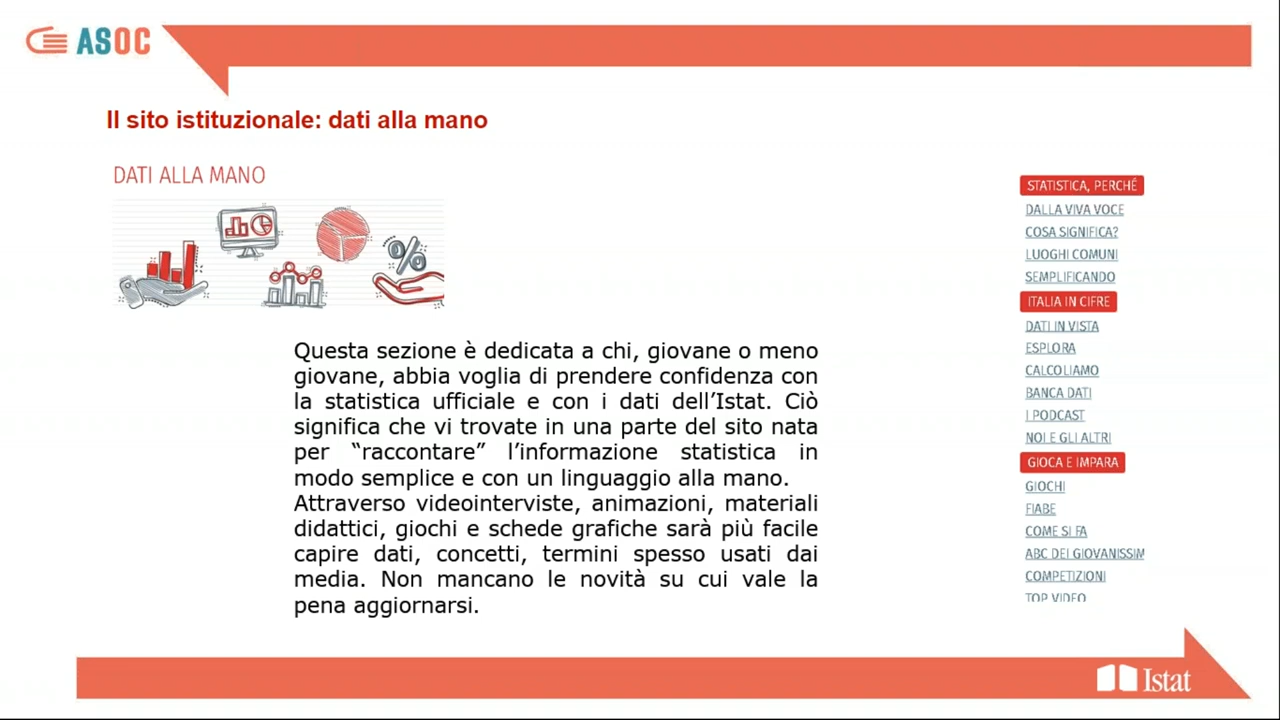 ASOC
Il sito istituzionale: dati alla mano
DATI ALLA MANO
%
Questa sezione è dedicata a chi, giovane o meno
giovane, abbia voglia di prendere confidenza con
la statistica ufficiale e con i dati dell’Istat. Ciò
significa che vi trovate in una parte del sito nata
per “raccontare” l’informazione statistica in
modo semplice e con un linguaggio alla mano.
Attraverso videointerviste, animazioni, materiali
didattici, giochi e schede grafiche sarà più facile
capire dati, concetti, termini spesso usati dai
media. Non mancano le novità su cui vale la
pena aggiornarsi.
STATISTICA, PERCHÉ
DALLA VIVA VOCE
COSA SIGNIFICA?
LUOGHI COMUNI
SEMPLIFICANDO
ITALIA IN CIFRE
DATI IN VISTA
ESPLORA
CALCOLIAMO
BANCA DATI
I PODCAST
NOI E GLI ALTRI
GIOCA E IMPARA
GIOCHI
FIABE
COME SI FA
ABC DEI GIOVANISSIM
COMPETIZIONI
TOP VIDEO
Istat